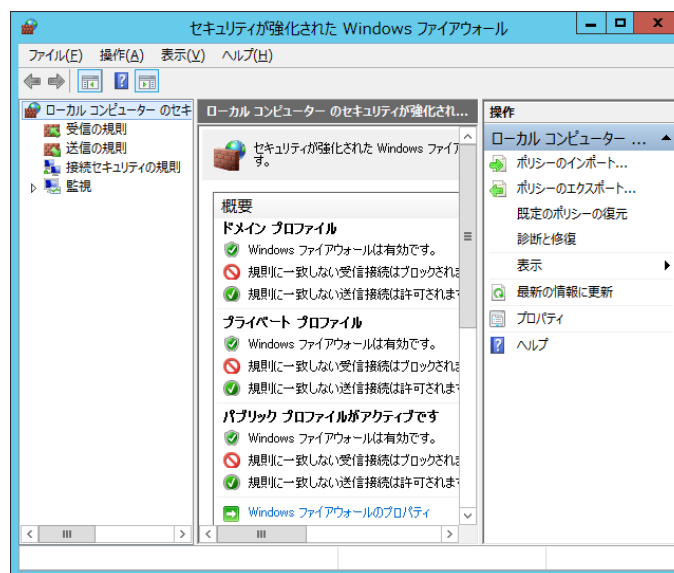 セキュリティが強化された Windows ファイアウォール
ファイル(F) 操作(A) 表示(V) ヘルプ(H)
ローカル コンピューター のセキ
受信の規則
送信の規則
接続セキュリティの規則
監視
ローカル コンピューター のセキュリティが強化され...
セキュリティが強化された Windows ファイア
す。
概要
ドメイン プロファイル
Windows ファイアウォールは有効です。
規則に一致しない受信接続はブロックされ
規則に一致しない送信接続は許可されま
プライベート プロファイル
Windows ファイアウォールは有効です。
規則に一致しない受信接続はブロックされ
規則に一致しない送信接続は許可されま
パブリック プロファイルがアクティブです
Windows ファイアウォールは有効です。
規則に一致しない受信接続はブロックされ
規則に一致しない送信接続は許可されま
Windows ファイアウォールのプロパティ
操作
ローカル コンピューター ...
ポリシーのインポート...
ポリシーのエクスポート...
既定のポリシーの復元
診断と修復
表示
最新の情報に更新
プロパティ
ヘルプ